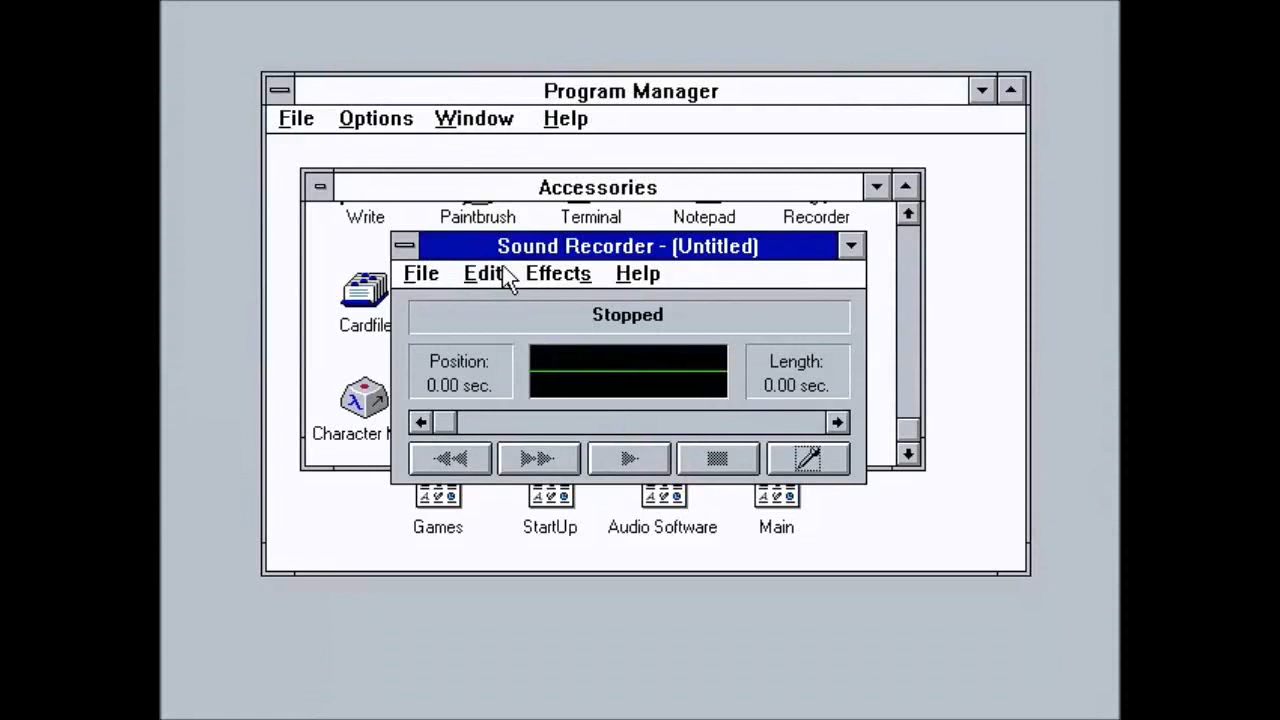 Program Manager
File Options Window Help
Accessories
Write Paintbrush Terminal Notepad Recorder
Sound Recorder - (Untitled)
File Edit Effects Help
Cardfile
Stopped
Position:
0.00 sec.
Length:
0.00 sec.
Character
Games StartUp Audio Software Main